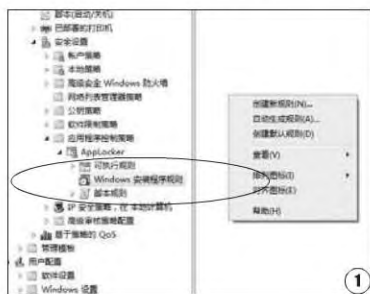 脚本(启动/关机)
已部署的打印机
安全设置
帐户策略
本地策略
高级安全 Windows 防火墙
网络列表管理器策略
公钥策略
软件限制策略
应用程序控制策略
AppLocker
可执行规则
Windows 安装程序规则
脚本规则
IP 安全策略，在 本地计算机
高级审核策略配置
基于策略的 QoS
管理模板
用户配置
软件设置
Windows 设置
创建新规则(N)...
自动生成规则(A)...
创建默认规则(D)
查看(V)
排列图标(I)
对齐图标(E)
帮助(H)
1